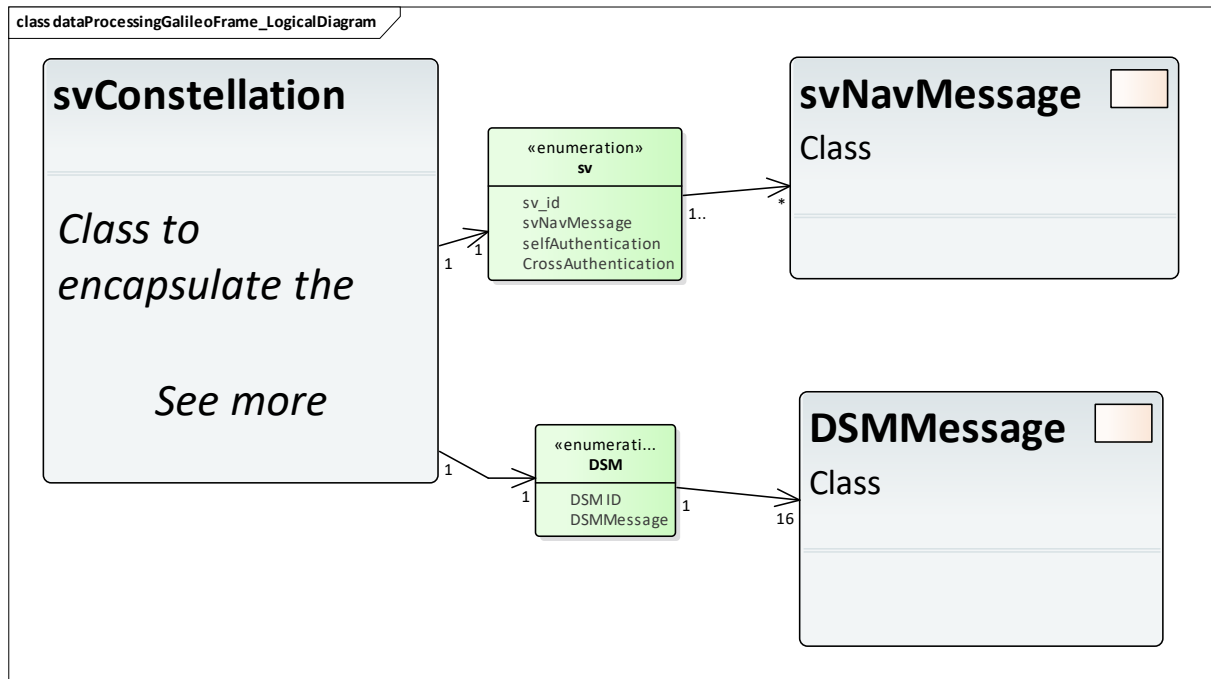 class dataProcessingGalileoFrame_LogicalDiagram
svConstellation
Class to
encapsulate the
See more
«enumeration»
sv
sv_id
svNavMessage
selfAuthentication
CrossAuthentication
1
1
1..
*
svNavMessage
Class
«enumerati...
DSM
DSM ID
DSMMessage
1
1
1
16
DSMMessage
Class